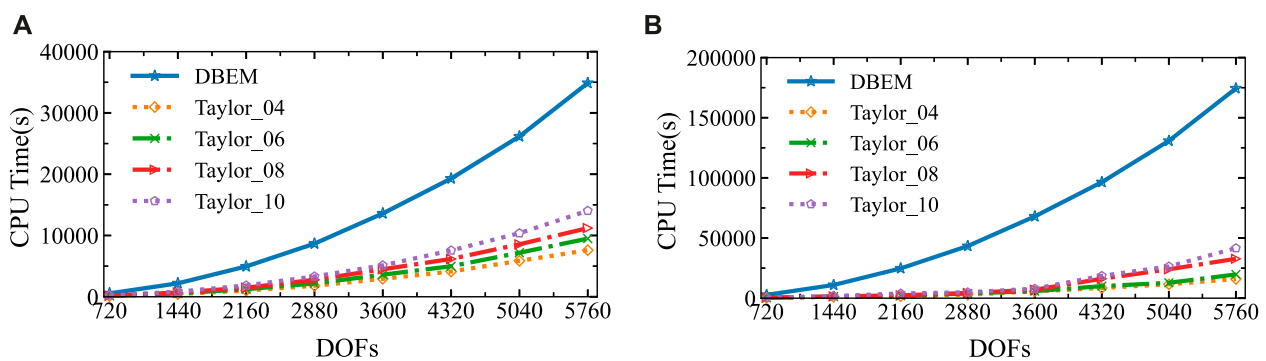 A
40000
30000
20000
10000
0
CPU Time(s)
DBEM
Taylor_04
Taylor_06
Taylor_08
Taylor_10
720 1440 2160 2880 3600 4320 5040 5760
DOFs
B
200000
150000
100000
50000
0
CPU Time(s)
DBEM
Taylor_04
Taylor_06
Taylor_08
Taylor_10
720 1440 2160 2880 3600 4320 5040 5760
DOFs